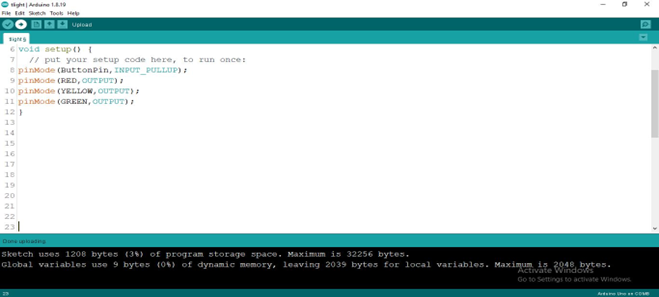 tlight | Arduino 1.8.19
File Edit Sketch Tools Help
Upload
tlight §
6 void setup() {
7 // put your setup code here, to run once:
8 pinMode(ButtonPin,INPUT_PULLUP);
9 pinMode(RED,OUTPUT);
10 pinMode(YELLOW,OUTPUT);
11 pinMode(GREEN,OUTPUT);
12 }
13
14
15
16
17
18
19
20
21
22
23
Done uploading.
Sketch uses 1208 bytes (3%) of program storage space. Maximum is 32256 bytes.
Global variables use 9 bytes (0%) of dynamic memory, leaving 2039 bytes for local variables. Maximum is 2048 bytes.
Activate Windows
Go to Settings to activate Windows.
23
Arduino Uno on COM8